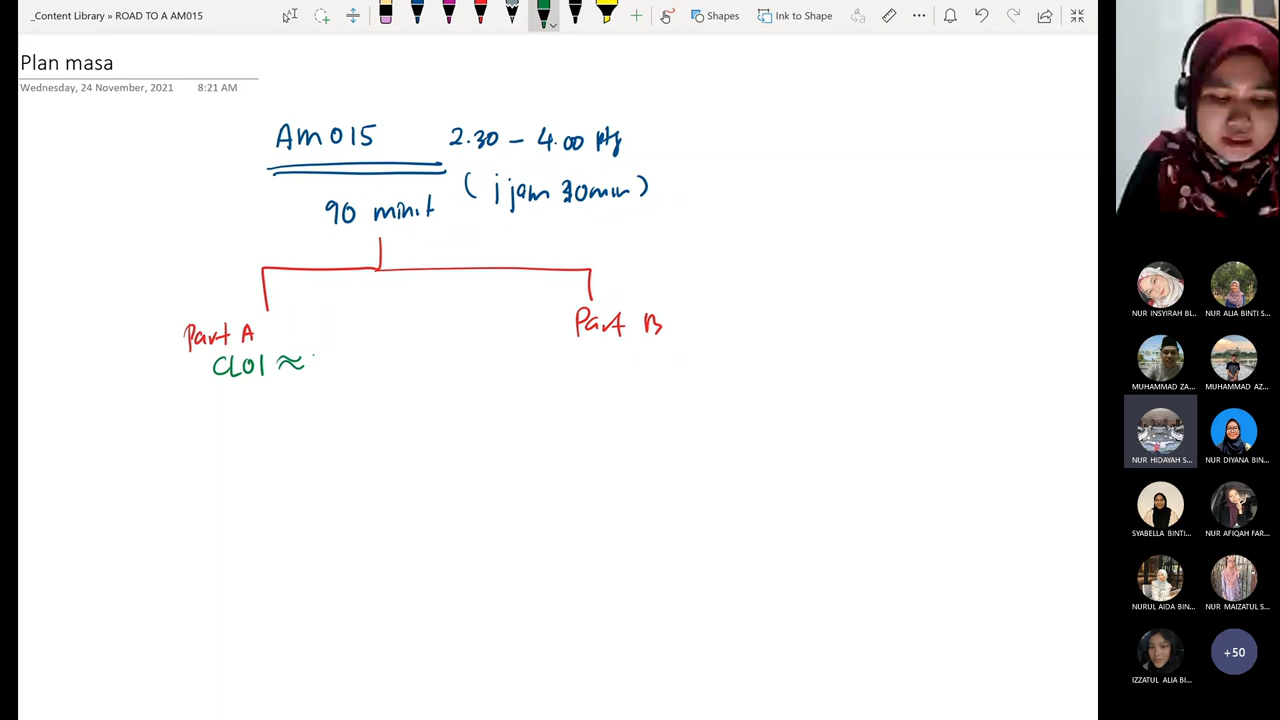 _Content Library » ROAD TO A AM015
Shapes
Ink to Shape
Plan masa
Wednesday, 24 November, 2021 8:21 AM
AM015 2.30 - 4.00 ptg
(1 jam 30min)
90 minit
Part A
Part B
CLO1 ≈
NUR INSYIRAH BI...
NUR ALIA BINTI S...
MUHAMMAD ZA...
MUHAMMAD AZ...
NUR HIDAYAH S...
NUR DIYANA BIN...
SYABELLA BINTI...
NUR AFIQAH FAR...
NURUL AIDA BIN...
NUR MAIZATUL S...
IZZATUL ALIA BI...
+50